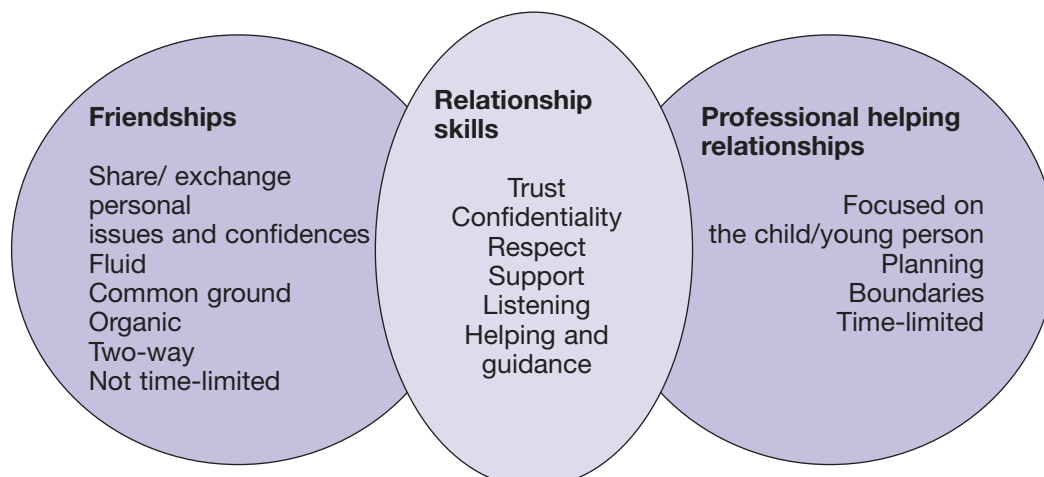 Friendships
Share/ exchange
personal
issues and confidences
Fluid
Common ground
Organic
Two-way
Not time-limited
Relationship
skills
Trust
Confidentiality
Respect
Support
Listening
Helping and
guidance
Professional helping
relationships
Focused on
the child/young person
Planning
Boundaries
Time-limited